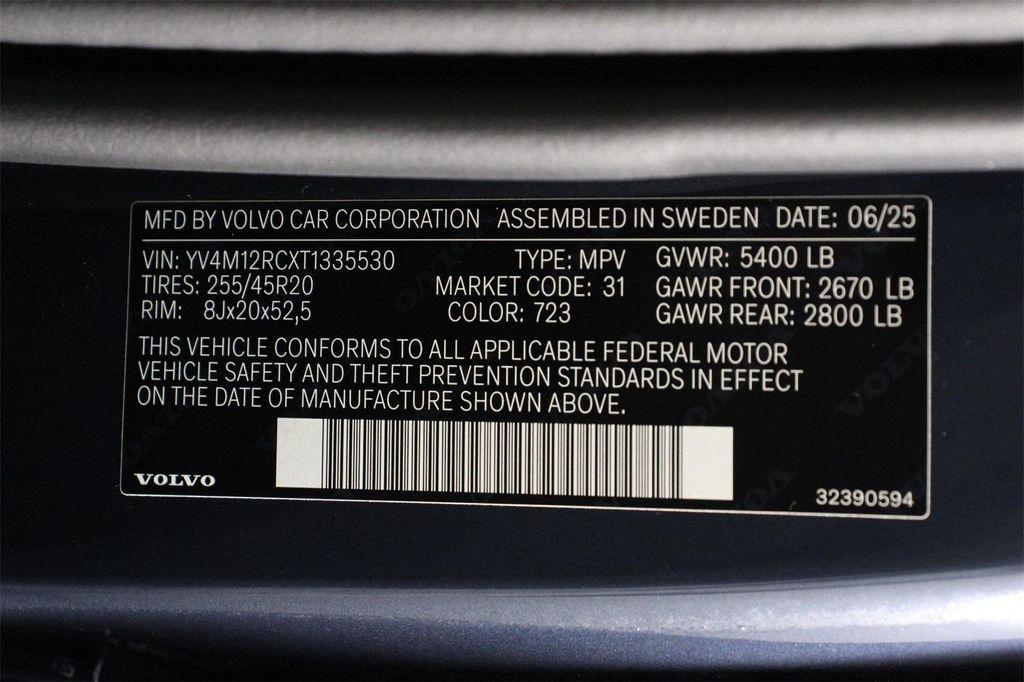 MFD BY VOLVO CAR CORPORATION ASSEMBLED IN SWEDEN DATE: 06/25
VIN: YV4M12RCXT1335530 TYPE: MPV GVWR: 5400 LB
TIRES: 255/45R20 MARKET CODE: 31 GAWR FRONT: 2670 LB
RIM: 8Jx20x52,5 COLOR: 723 GAWR REAR: 2800 LB
THIS VEHICLE CONFORMS TO ALL APPLICABLE FEDERAL MOTOR
VEHICLE SAFETY AND THEFT PREVENTION STANDARDS IN EFFECT
ON THE DATE OF MANUFACTURE SHOWN ABOVE.
VOLVO
32390594